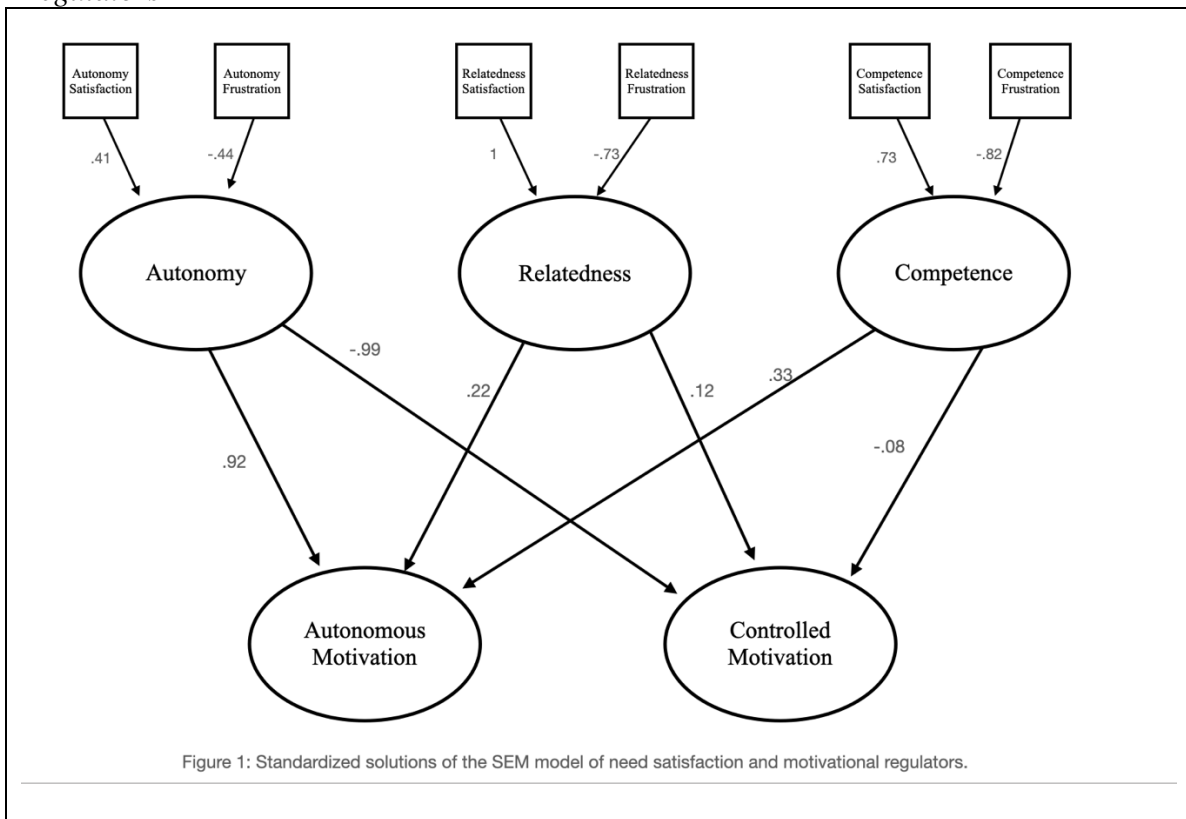 Autonomy
Satisfaction
Autonomy
Frustration
Relatedness
Satisfaction
Relatedness
Frustration
Competence
Satisfaction
Competence
Frustration
.41
-.44
1
-.73
.73
-.82
Autonomy
Relatedness
Competence
-.99
.22
.12
.33
.92
-.08
Autonomous
Motivation
Controlled
Motivation
Figure 1: Standardized solutions of the SEM model of need satisfaction and motivational regulators.